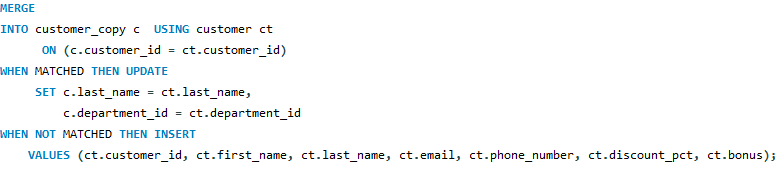 MERGE
INTO customer_copy c  USING customer ct
      ON (c.customer_id = ct.customer_id)
WHEN MATCHED THEN UPDATE
     SET c.last_name = ct.last_name,
         c.department_id = ct.department_id
WHEN NOT MATCHED THEN INSERT
    VALUES (ct.customer_id, ct.first_name, ct.last_name, ct.email, ct.phone_number, ct.discount_pct, ct.bonus);